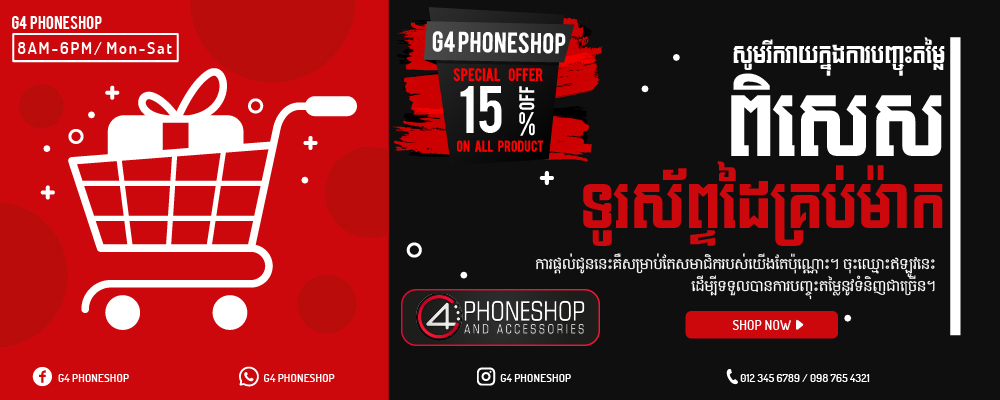 G4 PHONESHOP
8AM-6PM/ Mon-Sat
G4 PHONESHOP
SPECIAL OFFER
15 %OFF
ON ALL PRODUCT
សូមរីករាយក្នុងការបញ្ចុះតម្លៃ
ពិសេស
ទូរស័ព្ទដៃគ្រប់ម៉ាក
ការផ្តល់ជូននេះគឺសម្រាប់តែសមាជិករបស់យើងតែប៉ុណ្ណោះ។ ចុះឈ្មោះឥឡូវនេះ
ដើម្បីទទួលបានការបញ្ចុះតម្លៃនូវទំនិញជាច្រើន។
4 PHONESHOP
AND ACCESSORIES
SHOP NOW
G4 PHONESHOP
G4 PHONESHOP
G4 PHONESHOP
012 345 6789 / 098 765 4321